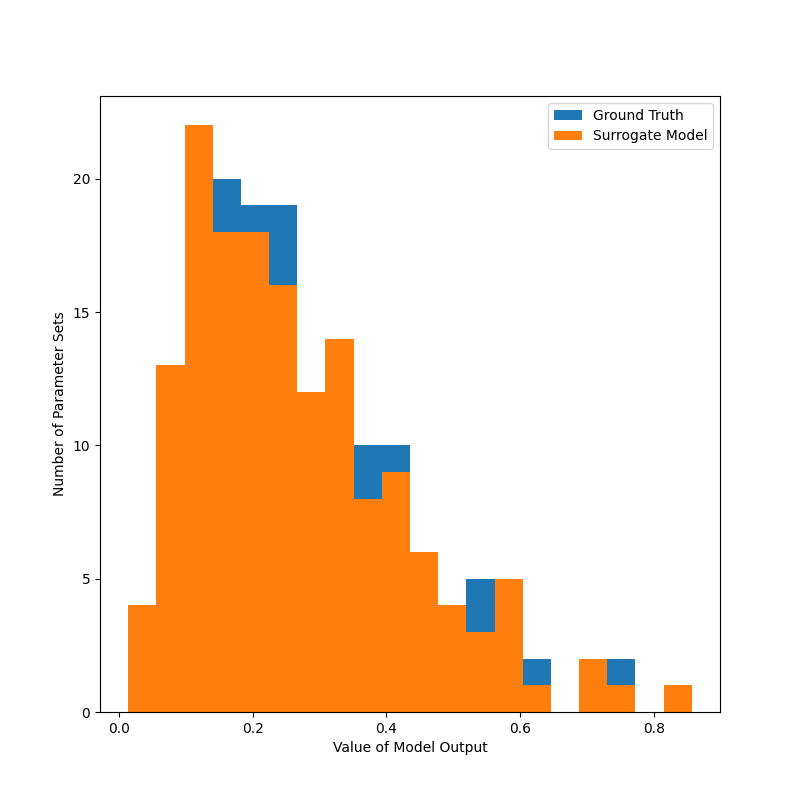 Ground Truth
Surrogate Model
20
15
10
5
0
Number of Parameter Sets
0.0 0.2 0.4 0.6 0.8
Value of Model Output